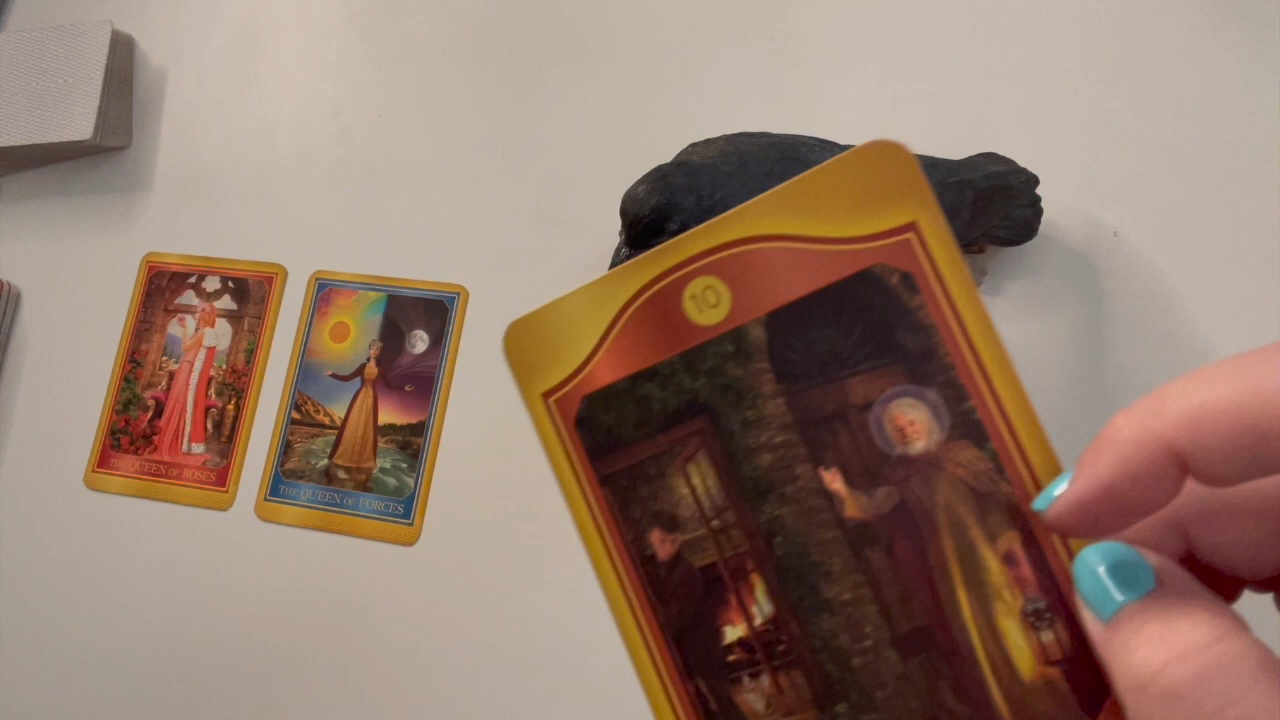 THE QUEEN OF ROSES
THE QUEEN OF FORCES
10